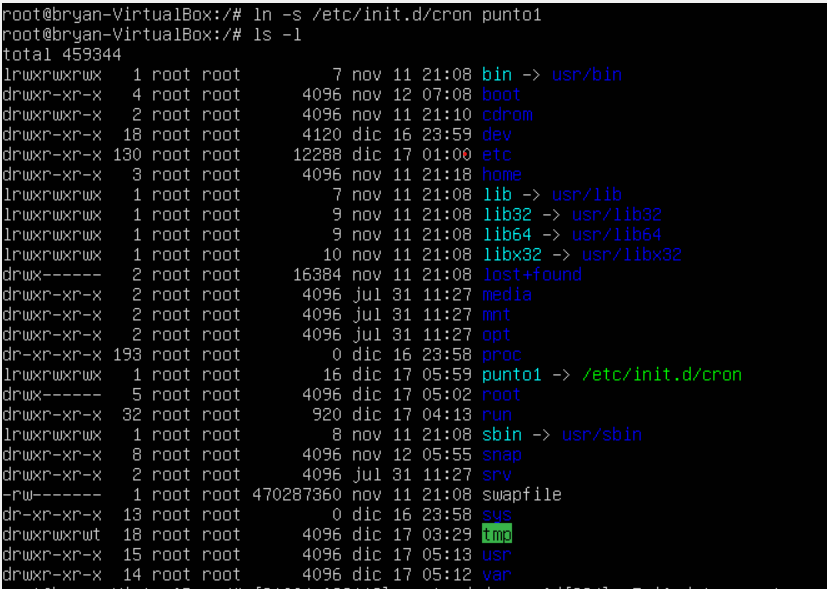 root@bryan-VirtualBox:/# ln -s /etc/init.d/cron punto1
root@bryan-VirtualBox:/# ls -l
total 459344
lrwxrwxrwx   1 root root         7 nov 11 21:08 bin -> usr/bin
drwxr-xr-x   4 root root      4096 nov 12 07:08 boot
drwxrwxr-x   2 root root      4096 nov 11 21:10 cdrom
drwxr-xr-x  18 root root      4120 dic 16 23:59 dev
drwxr-xr-x 130 root root     12288 dic 17 01:00 etc
drwxr-xr-x   3 root root      4096 nov 11 21:18 home
lrwxrwxrwx   1 root root         7 nov 11 21:08 lib -> usr/lib
lrwxrwxrwx   1 root root         9 nov 11 21:08 lib32 -> usr/lib32
lrwxrwxrwx   1 root root         9 nov 11 21:08 lib64 -> usr/lib64
lrwxrwxrwx   1 root root        10 nov 11 21:08 libx32 -> usr/libx32
drwx------   2 root root     16384 nov 11 21:08 lost+found
drwxr-xr-x   2 root root      4096 jul 31 11:27 media
drwxr-xr-x   2 root root      4096 jul 31 11:27 mnt
drwxr-xr-x   2 root root      4096 jul 31 11:27 opt
dr-xr-xr-x 193 root root         0 dic 16 23:58 proc
lrwxrwxrwx   1 root root        16 dic 17 05:59 punto1 -> /etc/init.d/cron
drwx------   5 root root      4096 dic 17 05:02 root
drwxr-xr-x  32 root root       920 dic 17 04:13 run
lrwxrwxrwx   1 root root         8 nov 11 21:08 sbin -> usr/sbin
drwxr-xr-x   8 root root      4096 nov 12 05:55 snap
drwxr-xr-x   2 root root      4096 jul 31 11:27 srv
-rw-------   1 root root 470287360 nov 11 21:08 swapfile
dr-xr-xr-x  13 root root         0 dic 16 23:58 sys
drwxrwxrwt  18 root root      4096 dic 17 03:29 tmp
drwxr-xr-x  15 root root      4096 dic 17 05:13 usr
drwxr-xr-x  14 root root      4096 dic 17 05:12 var